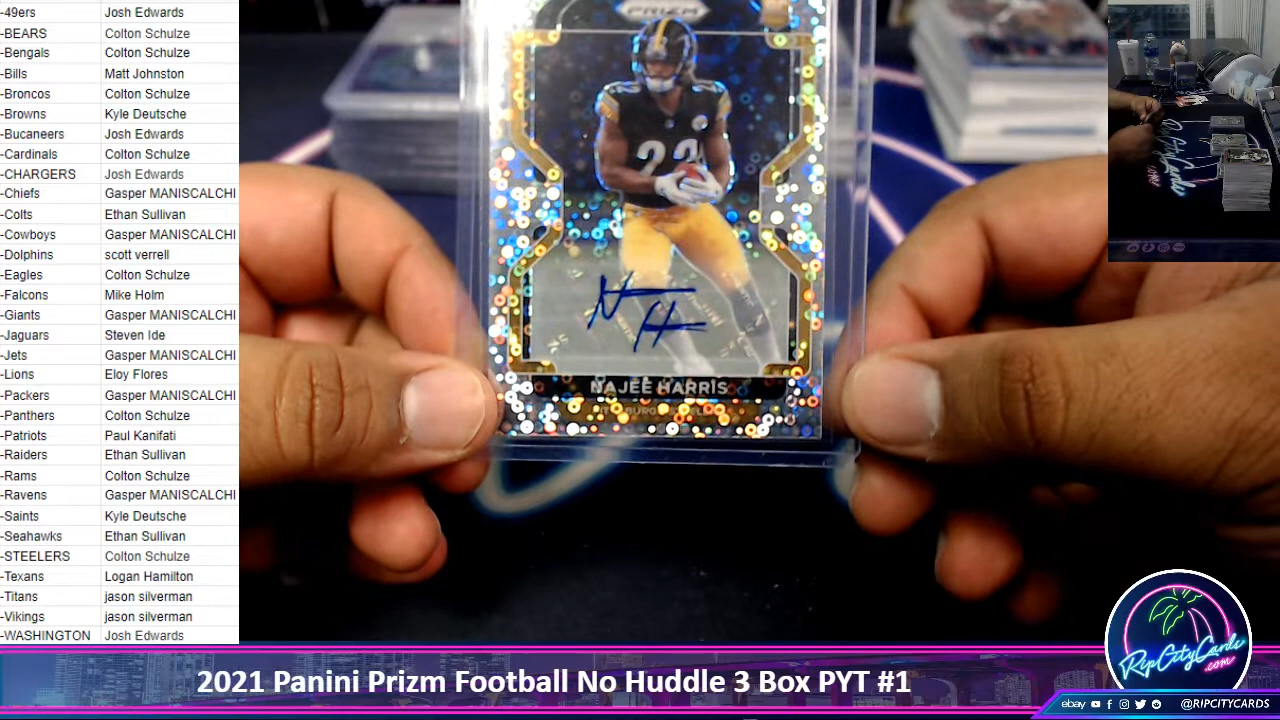 -49ers Josh Edwards
-BEARS Colton Schulze
-Bengals Colton Schulze
-Bills Matt Johnston
-Broncos Colton Schulze
-Browns Kyle Deutsche
-Bucaneers Josh Edwards
-Cardinals Colton Schulze
-CHARGERS Josh Edwards
-Chiefs Gasper MANISCALCHI
-Colts Ethan Sullivan
-Cowboys Gasper MANISCALCHI
-Dolphins scott verrell
-Eagles Colton Schulze
-Falcons Mike Holm
-Giants Gasper MANISCALCHI
-Jaguars Steven Ide
-Jets Gasper MANISCALCHI
-Lions Eloy Flores
-Packers Gasper MANISCALCHI
-Panthers Colton Schulze
-Patriots Paul Kanifati
-Raiders Ethan Sullivan
-Rams Colton Schulze
-Ravens Gasper MANISCALCHI
-Saints Kyle Deutsche
-Seahawks Ethan Sullivan
-STEELERS Colton Schulze
-Texans Logan Hamilton
-Titans jason silverman
-Vikings jason silverman
-WASHINGTON Josh Edwards
PRIZM
22
NAJEE HARRIS
RipCityCards
.com
2021 Panini Prizm Football No Huddle 3 Box PYT #1
ebay @RIPCITYCARDS